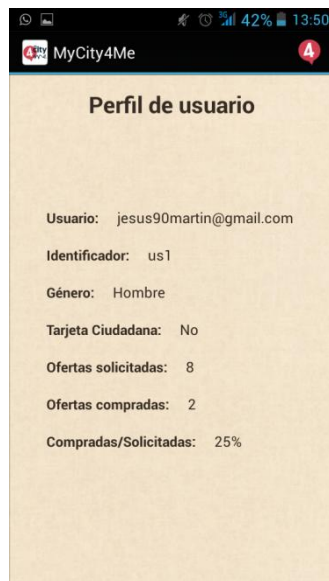 3G 42% 13:50
MyCity4Me 4
Perfil de usuario
Usuario: jesus90martin@gmail.com
Identificador: us1
Género: Hombre
Tarjeta Ciudadana: No
Ofertas solicitadas: 8
Ofertas compradas: 2
Compradas/Solicitadas: 25%